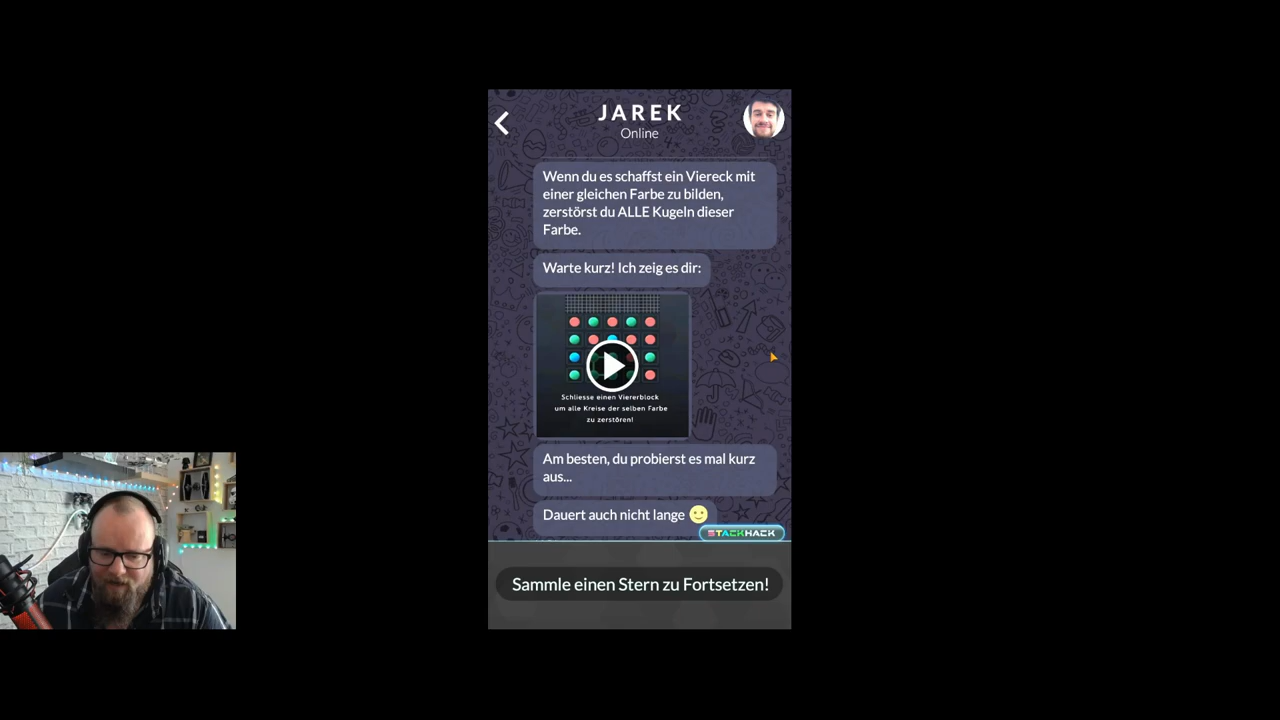 JAREK
Online
Wenn du es schaffst ein Viereck mit
einer gleichen Farbe zu bilden,
zerstörst du ALLE Kugeln dieser
Farbe.
Warte kurz! Ich zeig es dir:
Schliesse einen Viererblock
um alle Kreise der selben Farbe
zu zerstören!
Am besten, du probierst es mal kurz
aus...
Dauert auch nicht lange 🙂
STACKHACK
Sammle einen Stern zu Fortsetzen!